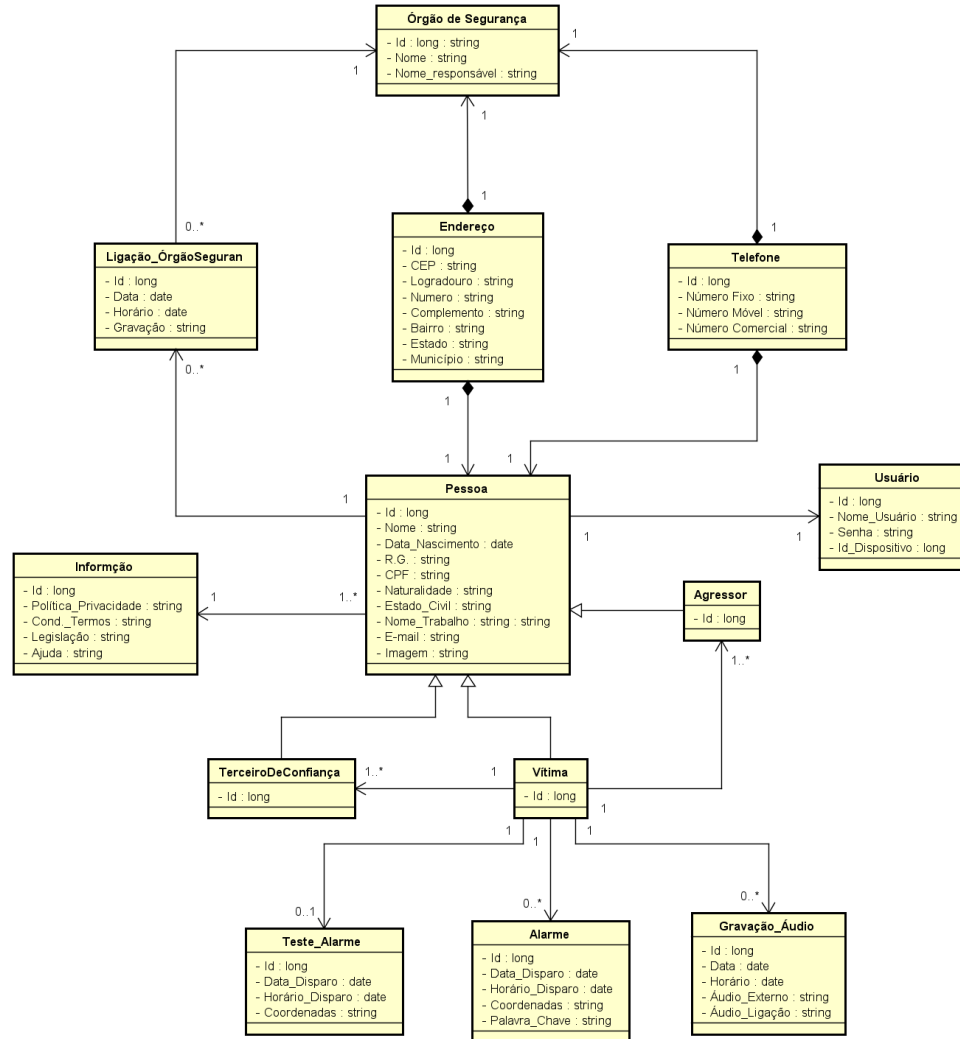 Órgão de Segurança
- Id : long : string
- Nome : string
- Nome_responsável : string
1
1
1
1
1
0..*
Ligação_ÓrgãoSeguran
- Id : long
- Data : date
- Horário : date
- Gravação : string
0..*
Endereço
- Id : long
- CEP : string
- Logradouro : string
- Numero : string
- Complemento : string
- Bairro : string
- Estado : string
- Município : string
1
Telefone
- Id : long
- Número Fixo : string
- Número Móvel : string
- Número Comercial : string
1
1
1
1
Pessoa
- Id : long
- Nome : string
- Data_Nascimento : date
- R.G. : string
- CPF : string
- Naturalidade : string
- Estado_Civil : string
- Nome_Trabalho : string : string
- E-mail : string
- Imagem : string
1
1
Usuário
- Id : long
- Nome_Usuário : string
- Senha : string
- Id_Dispositivo : long
Informção
- Id : long
- Política_Privacidade : string
- Cond._Termos : string
- Legislação : string
- Ajuda : string
1
1..*
Agressor
- Id : long
1..*
TerceiroDeConfiança
- Id : long
1..*
1
Vítima
- Id : long
1
1
1
1
0..1
0..*
0..*
Teste_Alarme
- Id : long
- Data_Disparo : date
- Horário_Disparo : date
- Coordenadas : string
Alarme
- Id : long
- Data_Disparo : date
- Horário_Disparo : date
- Coordenadas : string
- Palavra_Chave : string
Gravação_Áudio
- Id : long
- Data : date
- Horário : date
- Áudio_Externo : string
- Áudio_Ligação : string